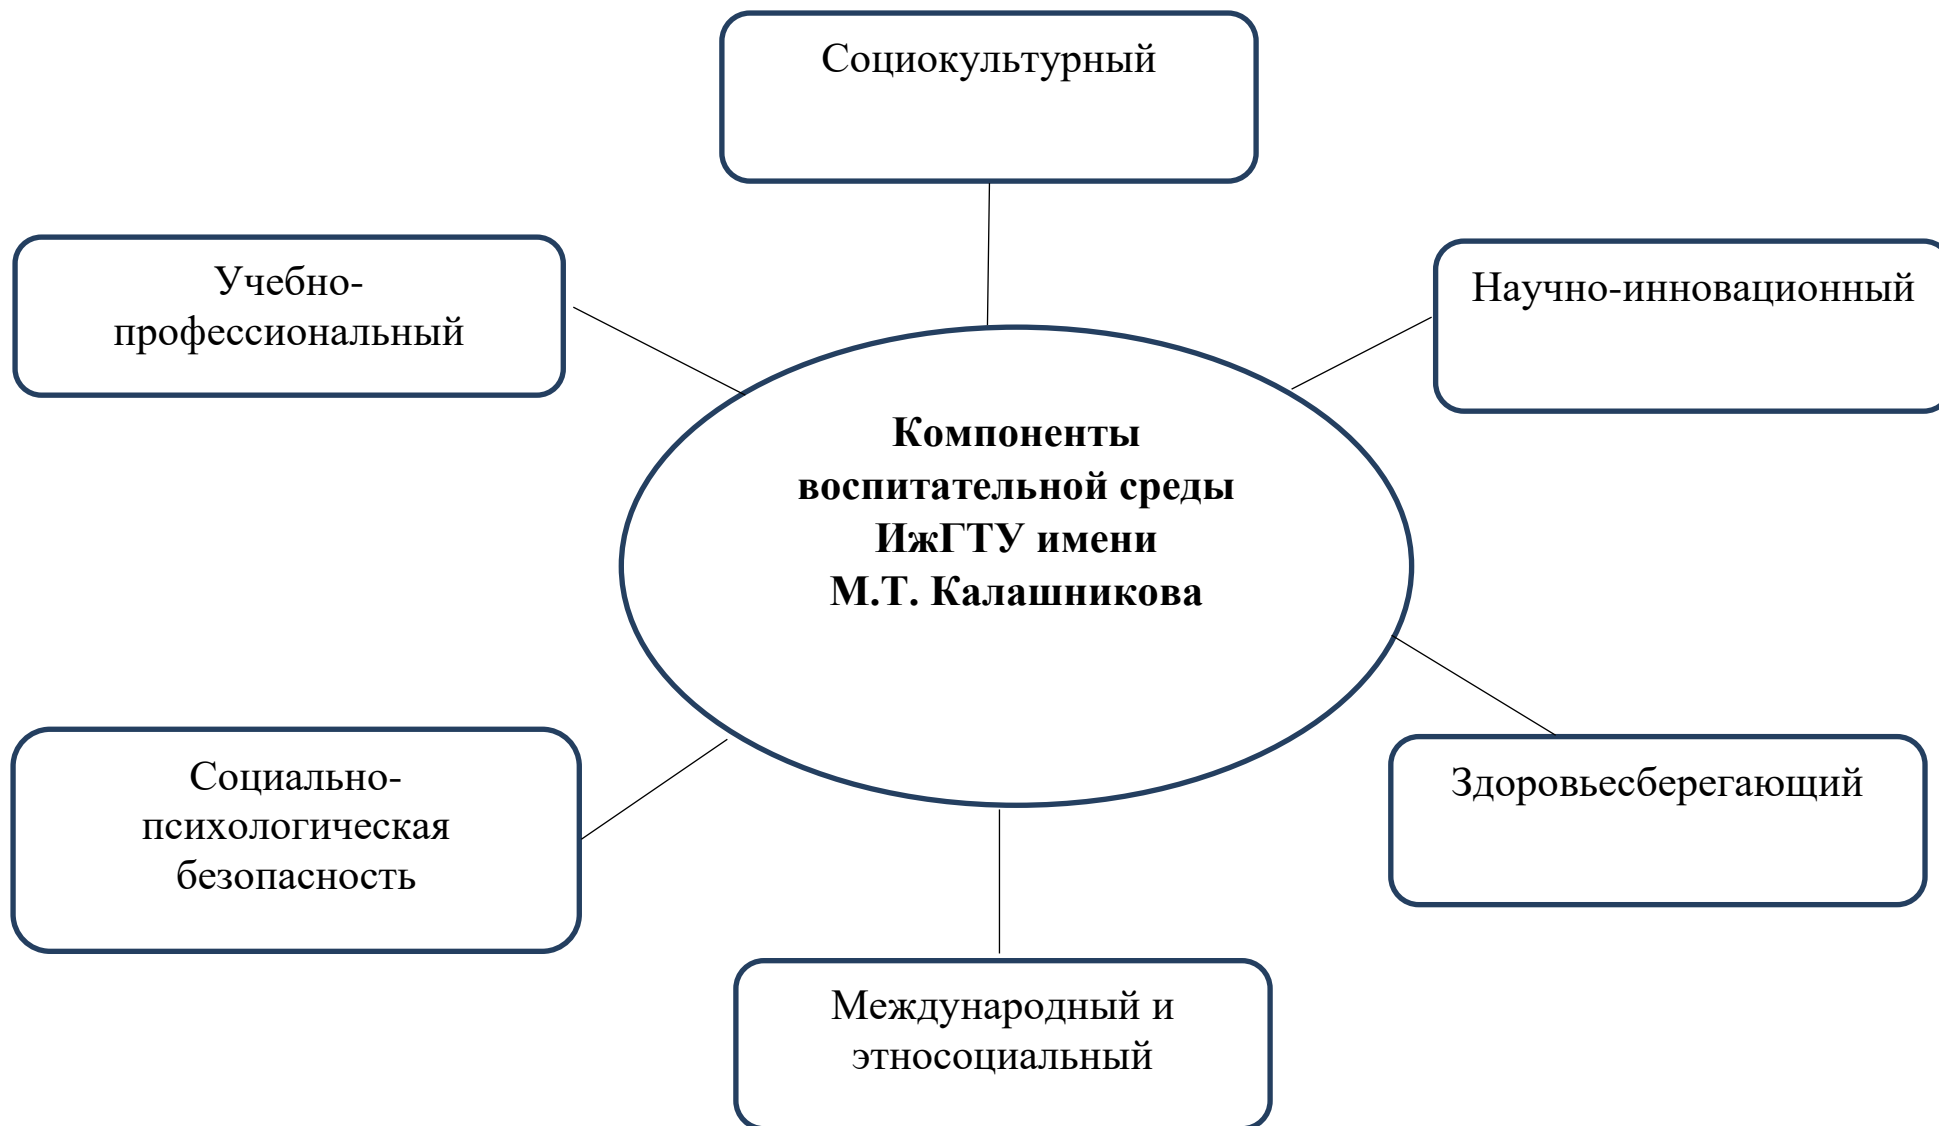 Социокультурный
Учебно-
профессиональный
Научно-инновационный
Компоненты
воспитательной среды
ИжГТУ имени
М.Т. Калашникова
Социально-
психологическая
безопасность
Здоровьесберегающий
Международный и
этносоциальный